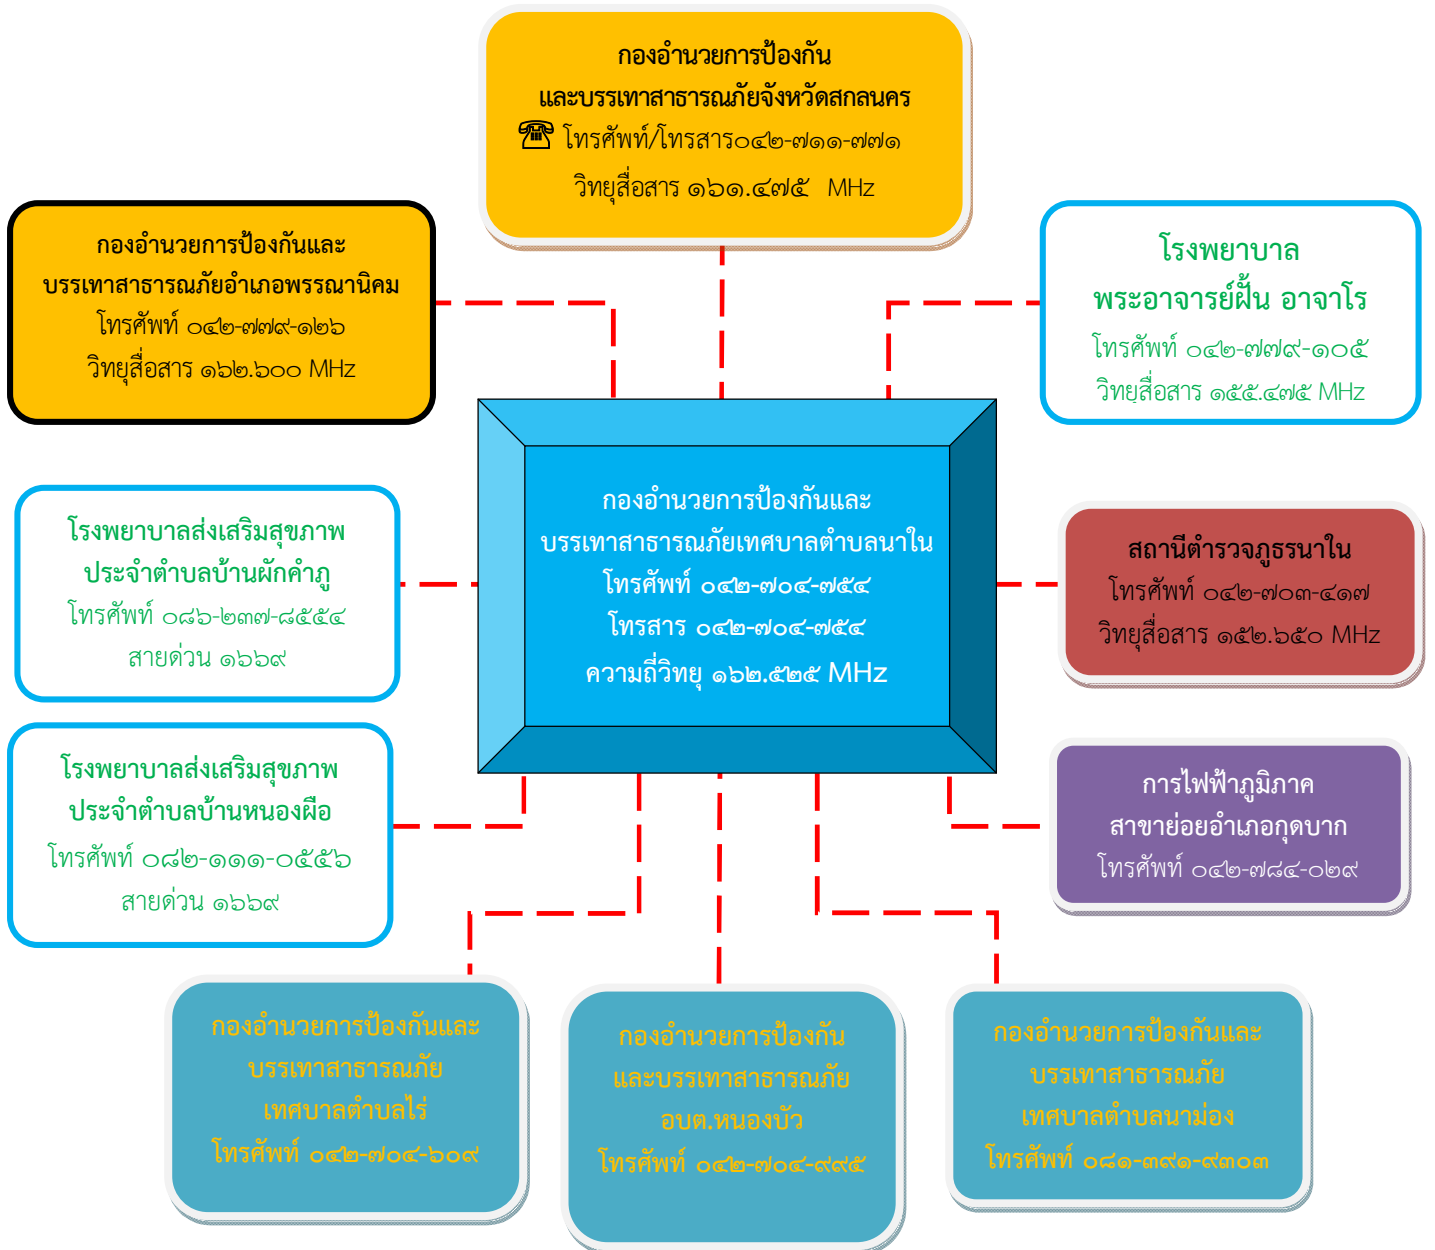 กองอำนวยการป้องกัน
และบรรเทาสาธารณภัยจังหวัดสกลนคร
☎ โทรศัพท์/โทรสาร๐๔๒-๗๑๑-๗๗๑
วิทยุสื่อสาร ๑๖๑.๔๗๕ MHz
กองอำนวยการป้องกันและ
บรรเทาสาธารณภัยอำเภอพรรณานิคม
โทรศัพท์ ๐๔๒-๗๗๙-๑๒๖
วิทยุสื่อสาร ๑๖๒.๖๐๐ MHz
โรงพยาบาล
พระอาจารย์ฝั้น อาจาโร
โทรศัพท์ ๐๔๒-๗๗๙-๑๐๕
วิทยุสื่อสาร ๑๕๕.๔๗๕ MHz
กองอำนวยการป้องกันและ
บรรเทาสาธารณภัยเทศบาลตำบลนาใน
โทรศัพท์ ๐๔๒-๗๐๔-๗๕๔
โทรสาร ๐๔๒-๗๐๔-๗๕๔
ความถี่วิทยุ ๑๖๒.๕๒๕ MHz
โรงพยาบาลส่งเสริมสุขภาพ
ประจำตำบลบ้านผักคำภู
โทรศัพท์ ๐๘๖-๒๓๗-๘๕๕๔
สายด่วน ๑๖๖๙
สถานีตำรวจภูธรนาใน
โทรศัพท์ ๐๔๒-๗๐๓-๔๑๗
วิทยุสื่อสาร ๑๕๒.๖๕๐ MHz
โรงพยาบาลส่งเสริมสุขภาพ
ประจำตำบลบ้านหนองผือ
โทรศัพท์ ๐๘๒-๑๑๑-๐๕๕๖
สายด่วน ๑๖๖๙
การไฟฟ้าภูมิภาค
สาขาย่อยอำเภอกุดบาก
โทรศัพท์ ๐๔๒-๗๘๔-๐๒๙
กองอำนวยการป้องกันและ
บรรเทาสาธารณภัย
เทศบาลตำบลไร่
โทรศัพท์ ๐๔๒-๗๐๔-๖๐๙
กองอำนวยการป้องกัน
และบรรเทาสาธารณภัย
อบต.หนองบัว
โทรศัพท์ ๐๔๒-๗๐๔-๙๙๕
กองอำนวยการป้องกันและ
บรรเทาสาธารณภัย
เทศบาลตำบลนาม่อง
โทรศัพท์ ๐๘๑-๓๙๑-๙๓๐๓